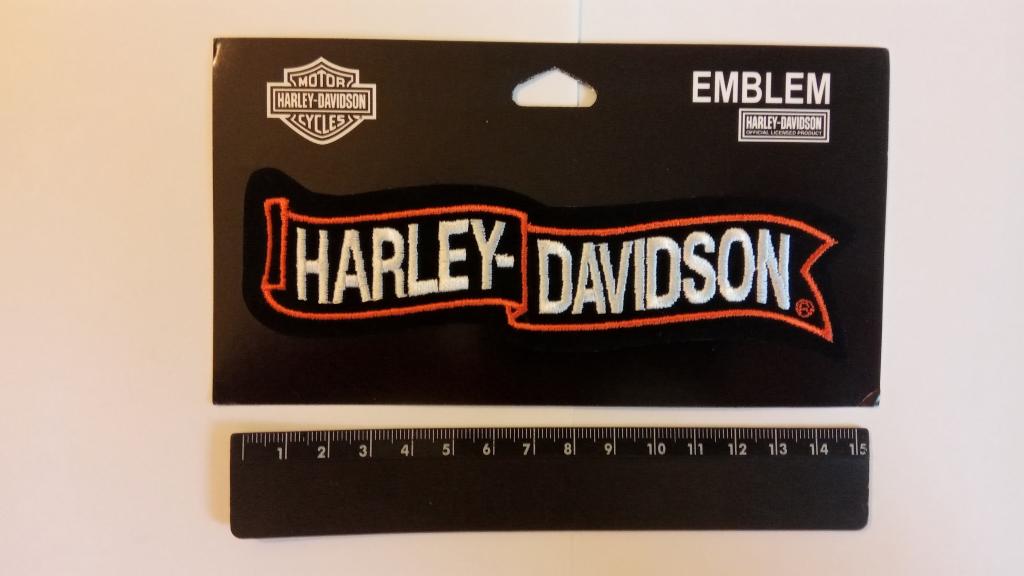 MOTOR
HARLEY-DAVIDSON
CYCLES
EMBLEM
HARLEY-DAVIDSON
OFFICIAL LICENSED PRODUCT
HARLEY-DAVIDSON®
1 2 3 4 5 6 7 8 9 10 11 12 13 14 15